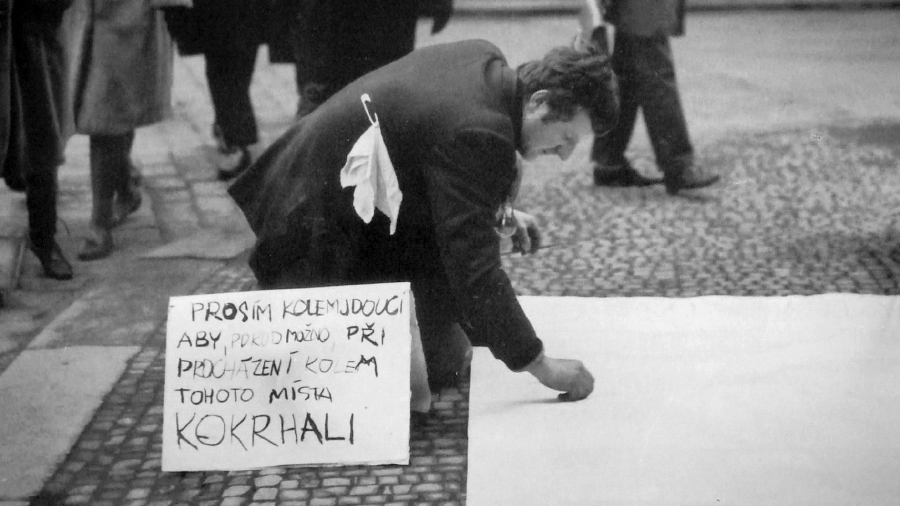 PROSÍM KOLEMJDOUCÍ
ABY, POKUD MOŽNO, PŘI
PROCHÁZENÍ KOLEM
TOHOTO MÍSTA
KOKRHALI